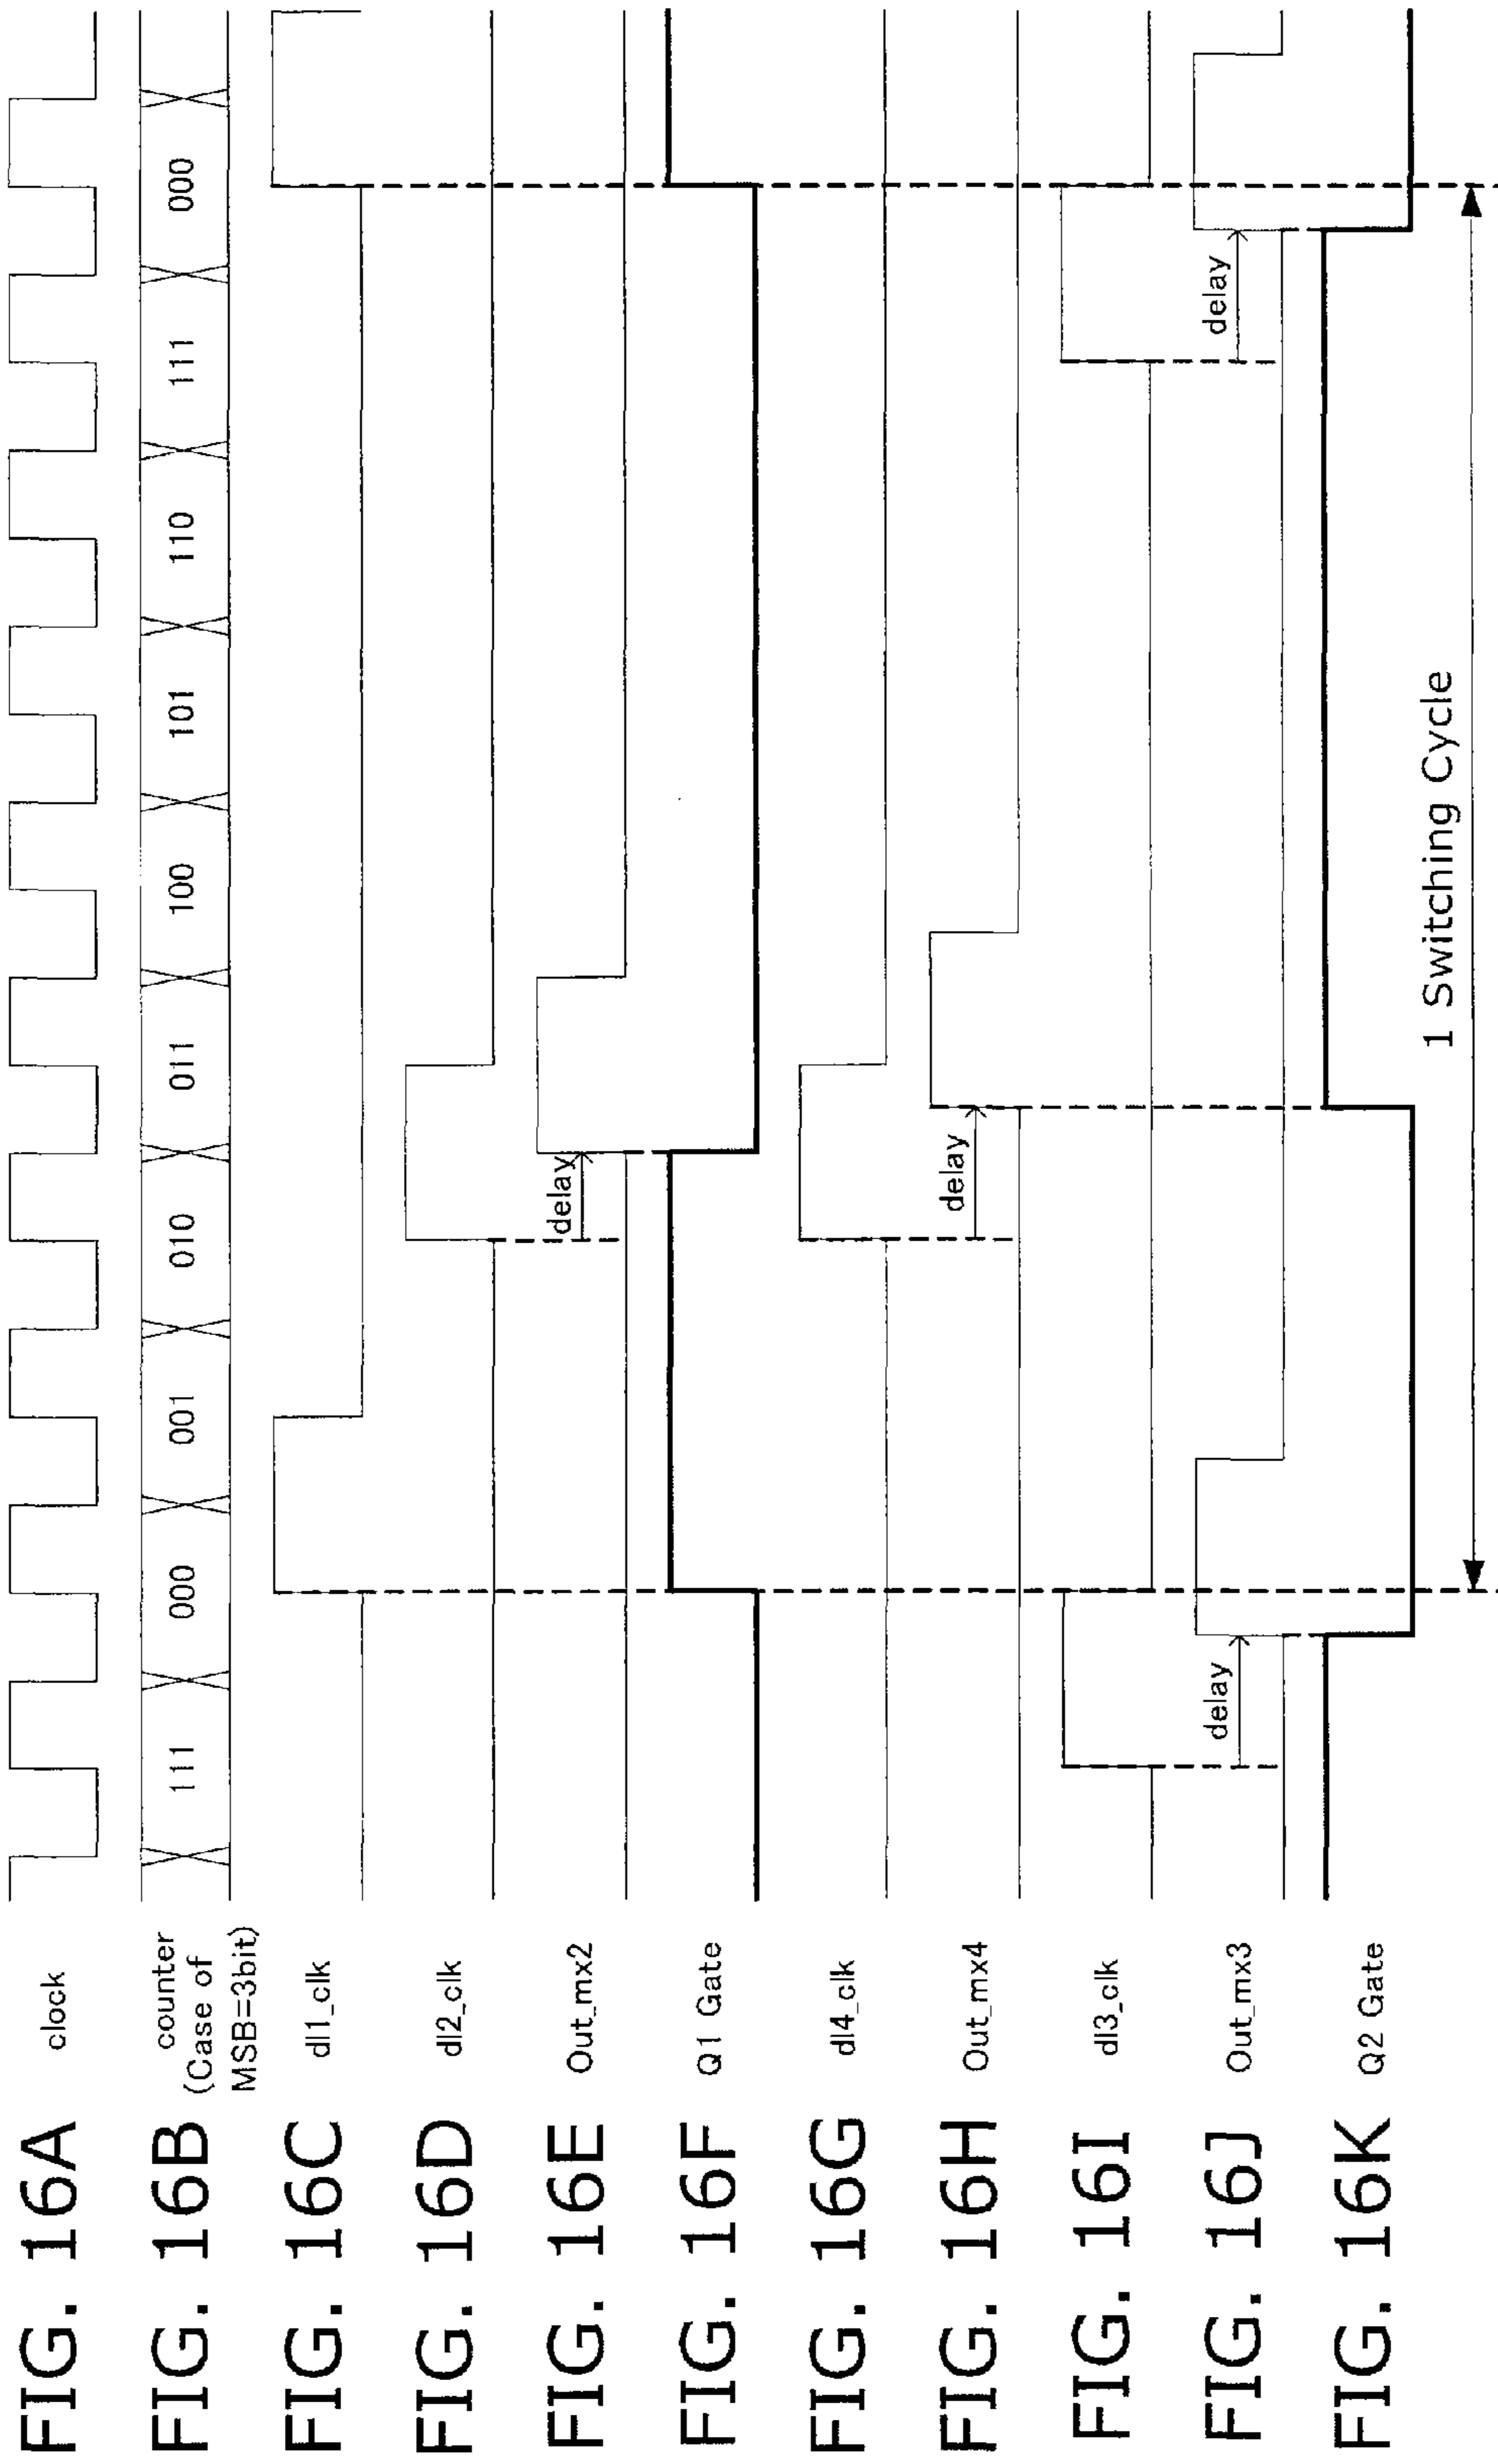 FIG. 16A clock
FIG. 16B counter
(Case of
MSB=3bit)
111 000 001 010 011 100 101 110 111 000
FIG. 16C dl1_clk
FIG. 16D dl2_clk
FIG. 16E Out_mx2
delay
FIG. 16F Q1 Gate
FIG. 16G dl4_clk
FIG. 16H Out_mx4
delay
FIG. 16I dl3_clk
FIG. 16J Out_mx3
delay delay
FIG. 16K Q2 Gate
1 Switching Cycle